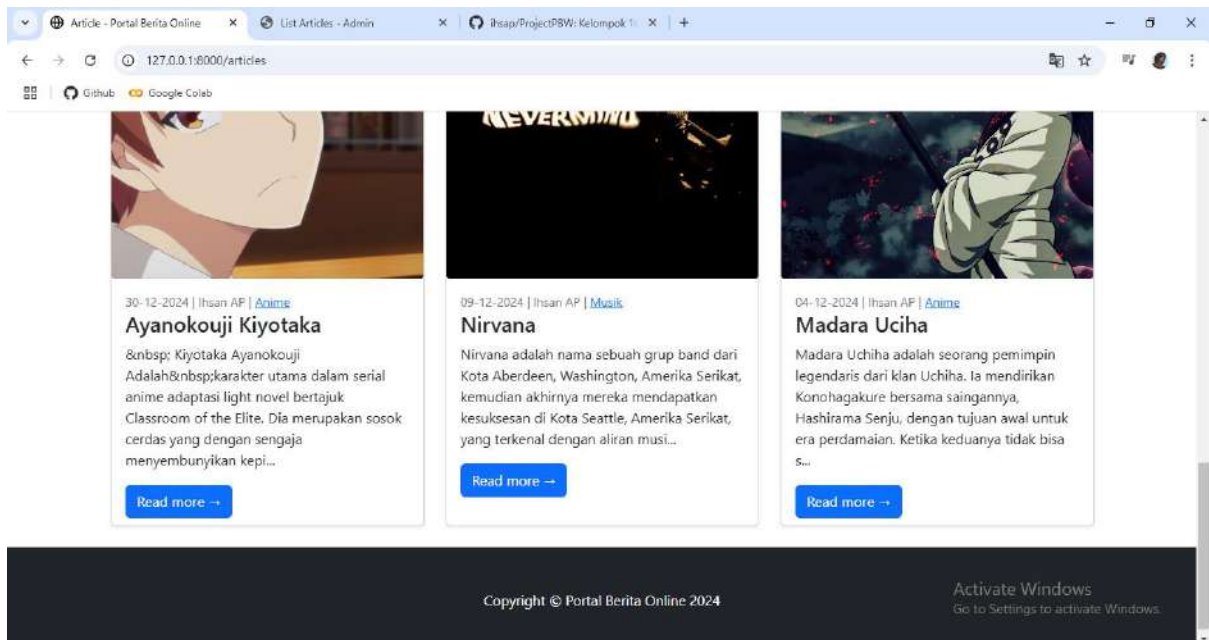 Article - Portal Berita Online
List Articles - Admin
ihsap/ProjectPBW: Kelompok 1
127.0.0.1:8000/articles
Github
Google Colab
NEVERMIND
30-12-2024 | Ihsan AP | Anime
Ayanokouji Kiyotaka
&nbsp; Kiyotaka Ayanokouji
Adalah&nbsp;karakter utama dalam serial
anime adaptasi light novel bertajuk
Classroom of the Elite. Dia merupakan sosok
cerdas yang dengan sengaja
menyembunyikan kepi...
Read more →
09-12-2024 | Ihsan AP | Musik
Nirvana
Nirvana adalah nama sebuah grup band dari
Kota Aberdeen, Washington, Amerika Serikat,
kemudian akhirnya mereka mendapatkan
kesuksesan di Kota Seattle, Amerika Serikat,
yang terkenal dengan aliran musi...
Read more →
04-12-2024 | Ihsan AP | Anime
Madara Uciha
Madara Uchiha adalah seorang pemimpin
legendaris dari klan Uchiha. Ia mendirikan
Konohagakure bersama saingannya,
Hashirama Senju, dengan tujuan awal untuk
era perdamaian. Ketika keduanya tidak bisa
s...
Read more →
Copyright © Portal Berita Online 2024
Activate Windows
Go to Settings to activate Windows.